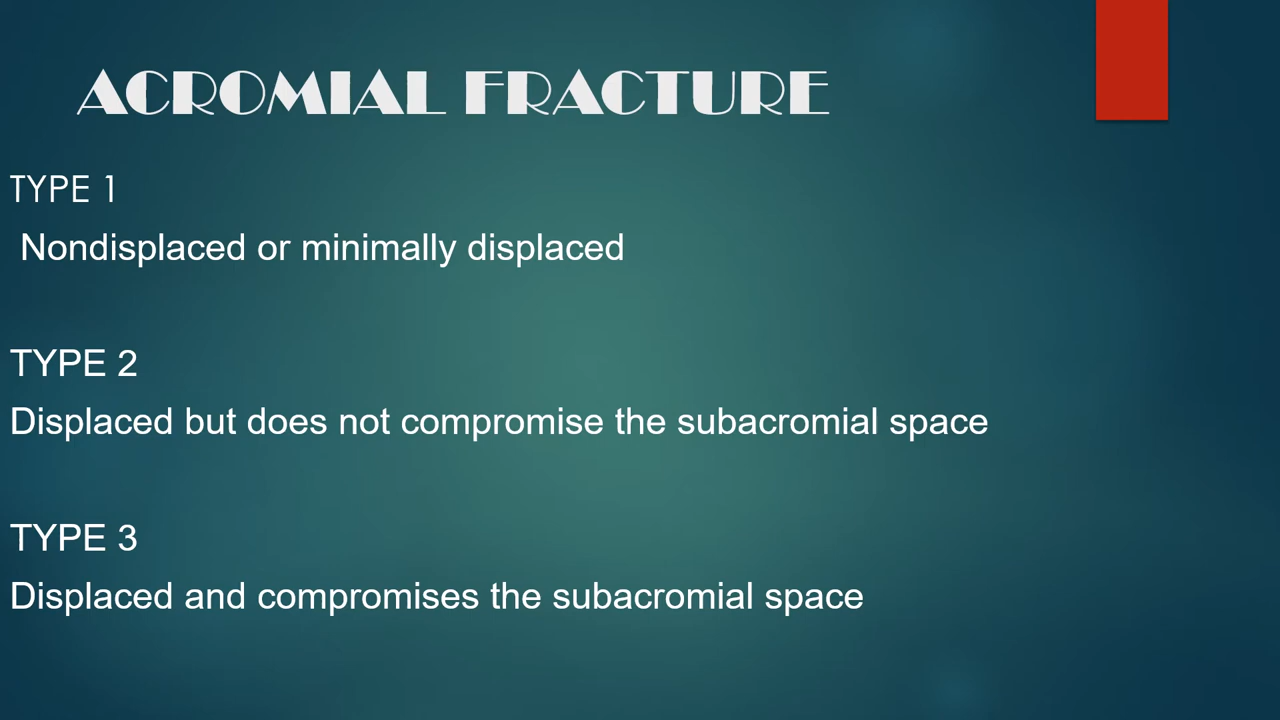 ACROMIAL FRACTURE
TYPE 1
Nondisplaced or minimally displaced
TYPE 2
Displaced but does not compromise the subacromial space
TYPE 3
Displaced and compromises the subacromial space